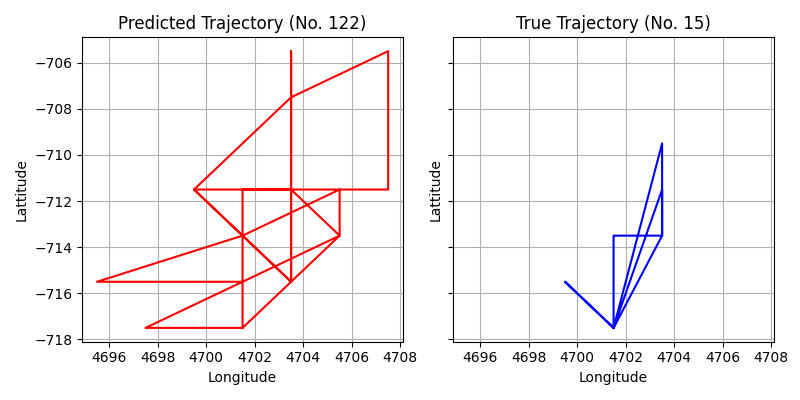 Predicted Trajectory (No. 122)
True Trajectory (No. 15)
−706
−708
−710
−712
−714
−716
−718
4696 4698 4700 4702 4704 4706 4708
4696 4698 4700 4702 4704 4706 4708
Longitude
Longitude
Lattitude
Lattitude